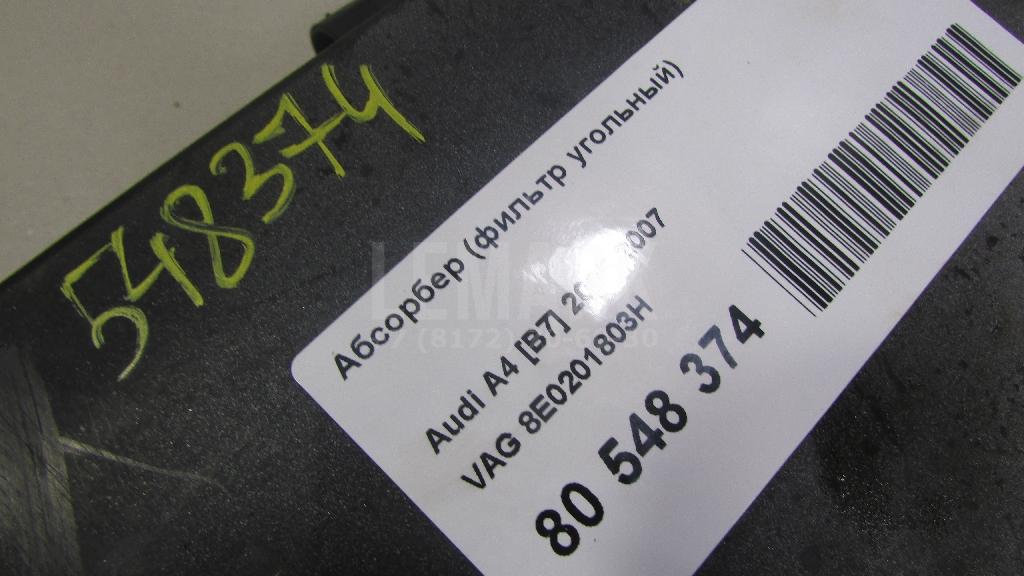 548374
Абсорбер (фильтр угольный)
Audi A4 [B7]
VAG 8E0201803H
80 548 374